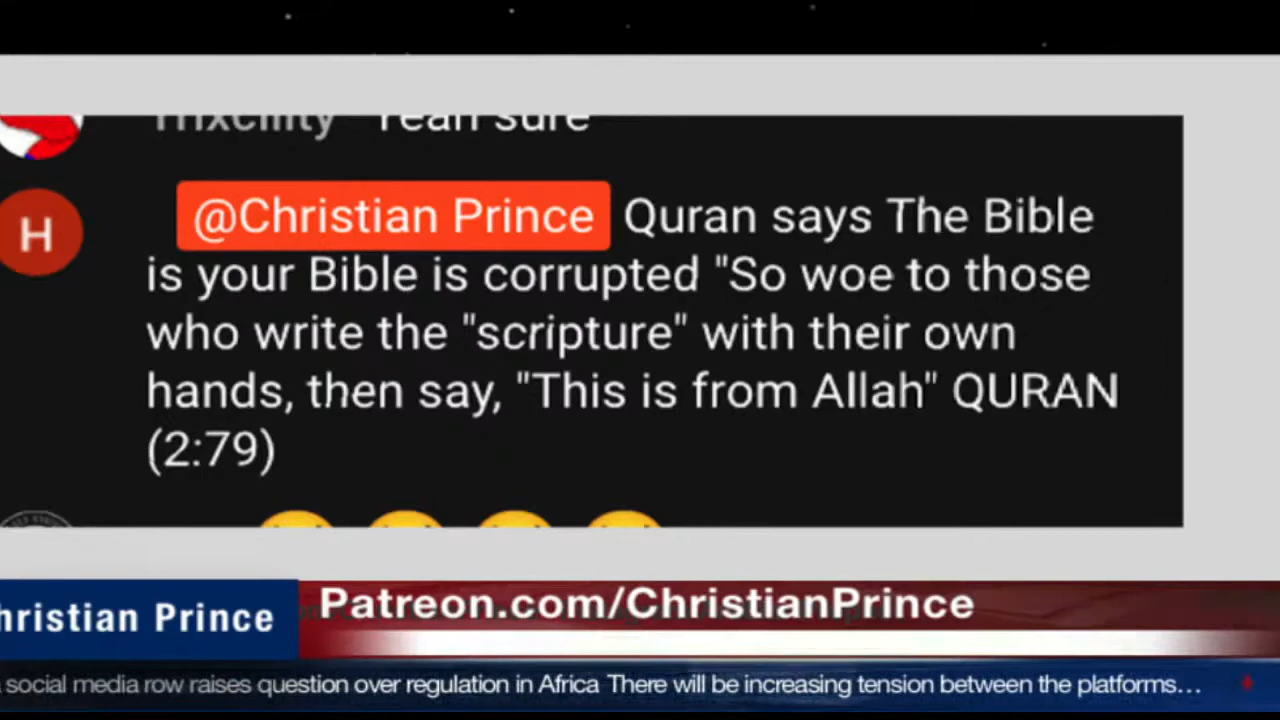 Yeah sure
@Christian Prince Quran says The Bible
is your Bible is corrupted "So woe to those
who write the "scripture" with their own
hands, then say, "This is from Allah" QURAN
(2:79)
H
hristian Prince
Patreon.com/ChristianPrince
social media row raises question over regulation in Africa There will be increasing tension between the platforms...